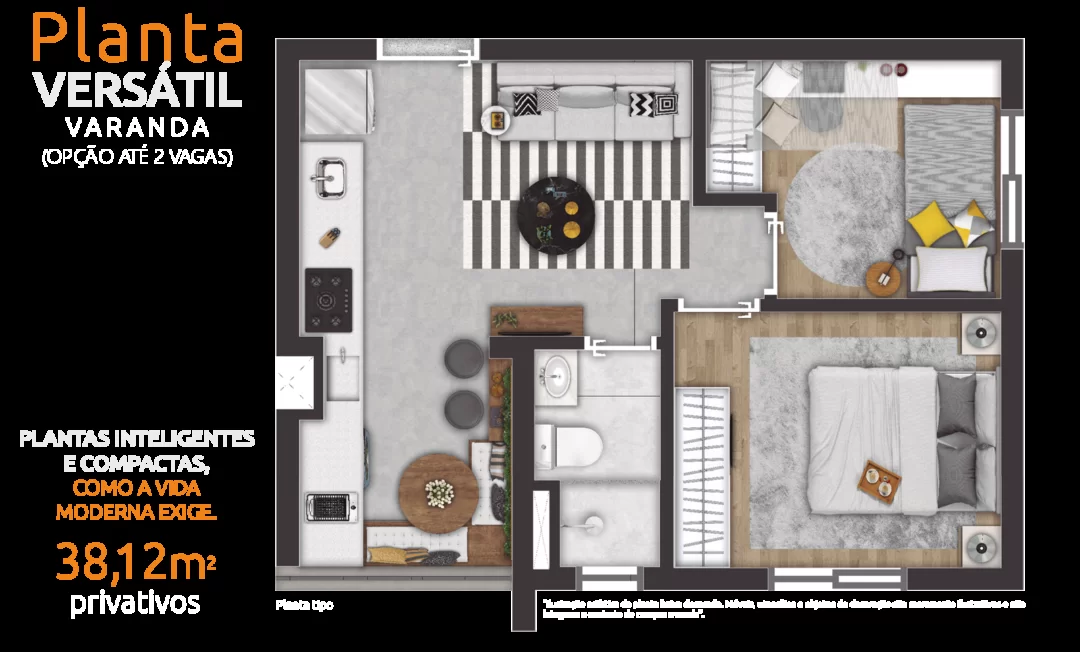 Planta
VERSÁTIL
VARANDA
(OPÇÃO ATÉ 2 VAGAS)
PLANTAS INTELIGENTES
E COMPACTAS,
COMO A VIDA
MODERNA EXIGE.
38,12m²
privativos
Planta tipo